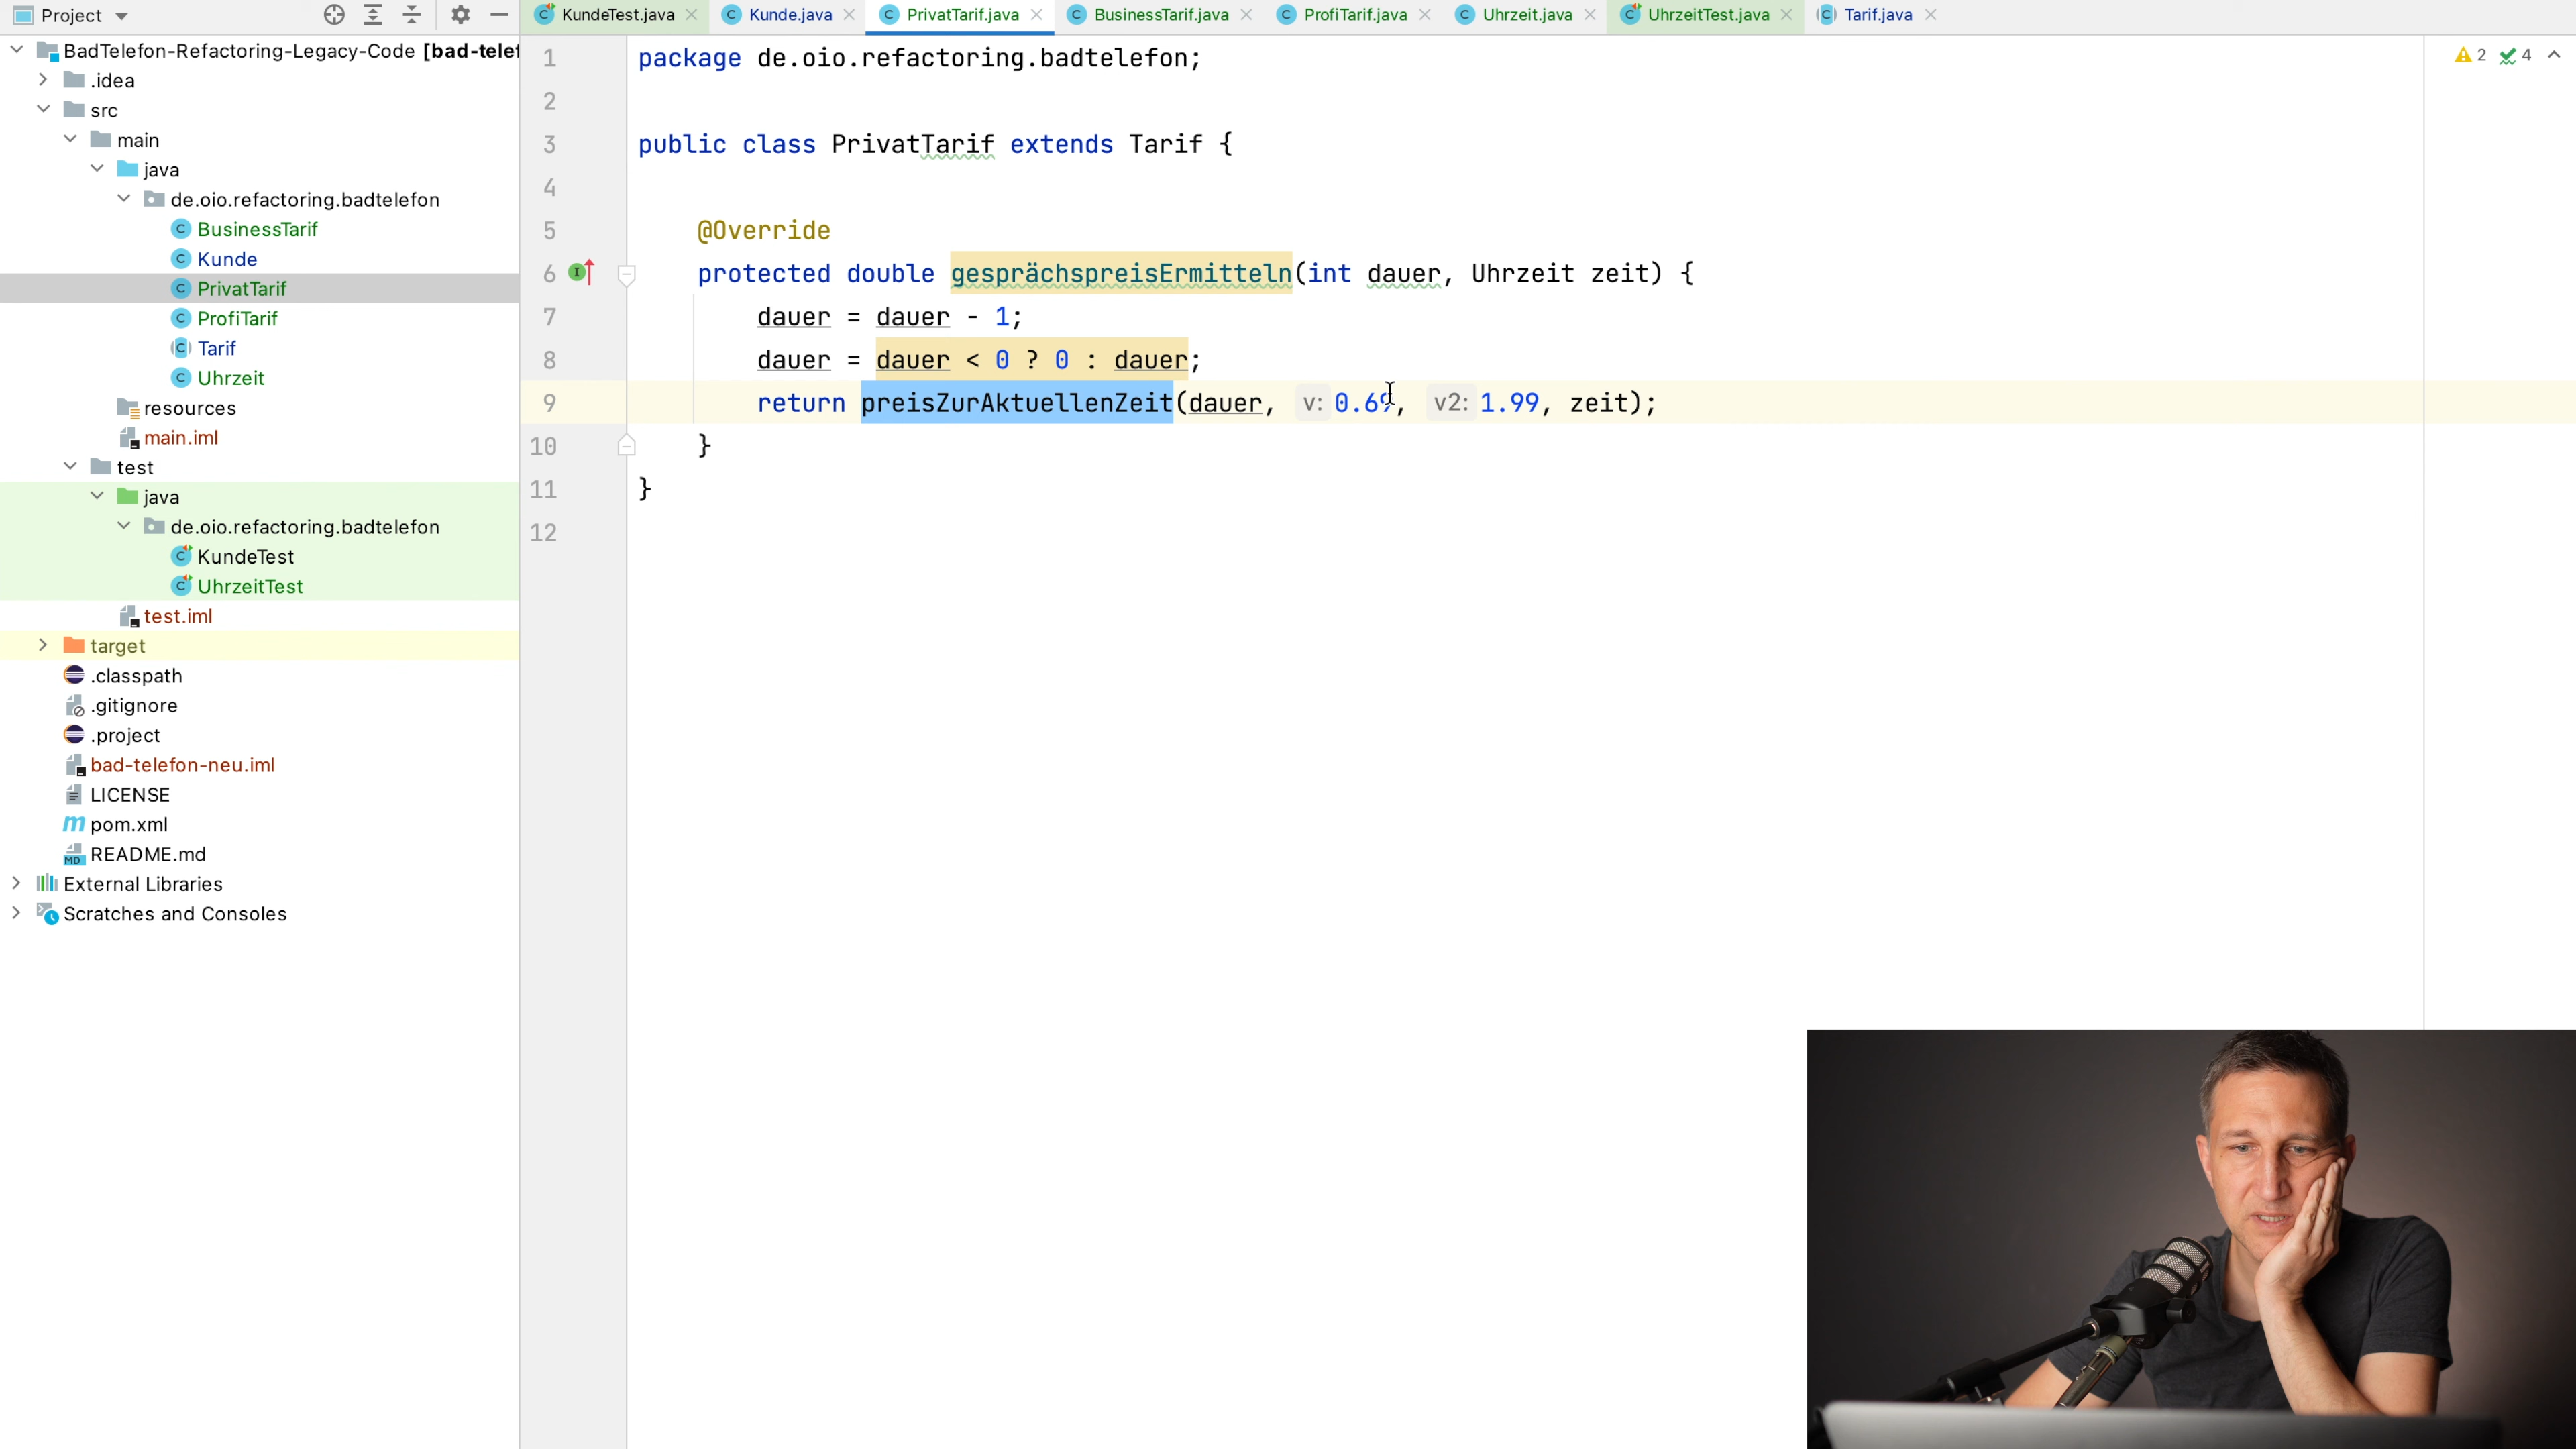 Project
KundeTest.java
Kunde.java
PrivatTarif.java
BusinessTarif.java
ProfiTarif.java
Uhrzeit.java
UhrzeitTest.java
Tarif.java
BadTelefon-Refactoring-Legacy-Code [bad-telef
.idea
src
main
java
de.oio.refactoring.badtelefon
BusinessTarif
Kunde
PrivatTarif
ProfiTarif
Tarif
Uhrzeit
resources
main.iml
test
java
de.oio.refactoring.badtelefon
KundeTest
UhrzeitTest
test.iml
target
.classpath
.gitignore
.project
bad-telefon-neu.iml
LICENSE
pom.xml
README.md
External Libraries
Scratches and Consoles
1 package de.oio.refactoring.badtelefon;
2
3 public class PrivatTarif extends Tarif {
4
5 @Override
6 protected double gesprächspreisErmitteln(int dauer, Uhrzeit zeit) {
7 dauer = dauer - 1;
8 dauer = dauer < 0 ? 0 : dauer;
9 return preisZurAktuellenZeit(dauer, v: 0.69, v2: 1.99, zeit);
10 }
11 }
12
2 4